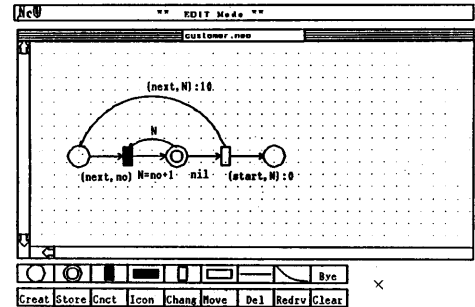 ** EDIT Mode **
customer.neo
(next,N):10
N
(next,no) N=no+1 nil (start,N):0
Bye
Creat Store Cnct Icon Chang Move Del Redrv Clear